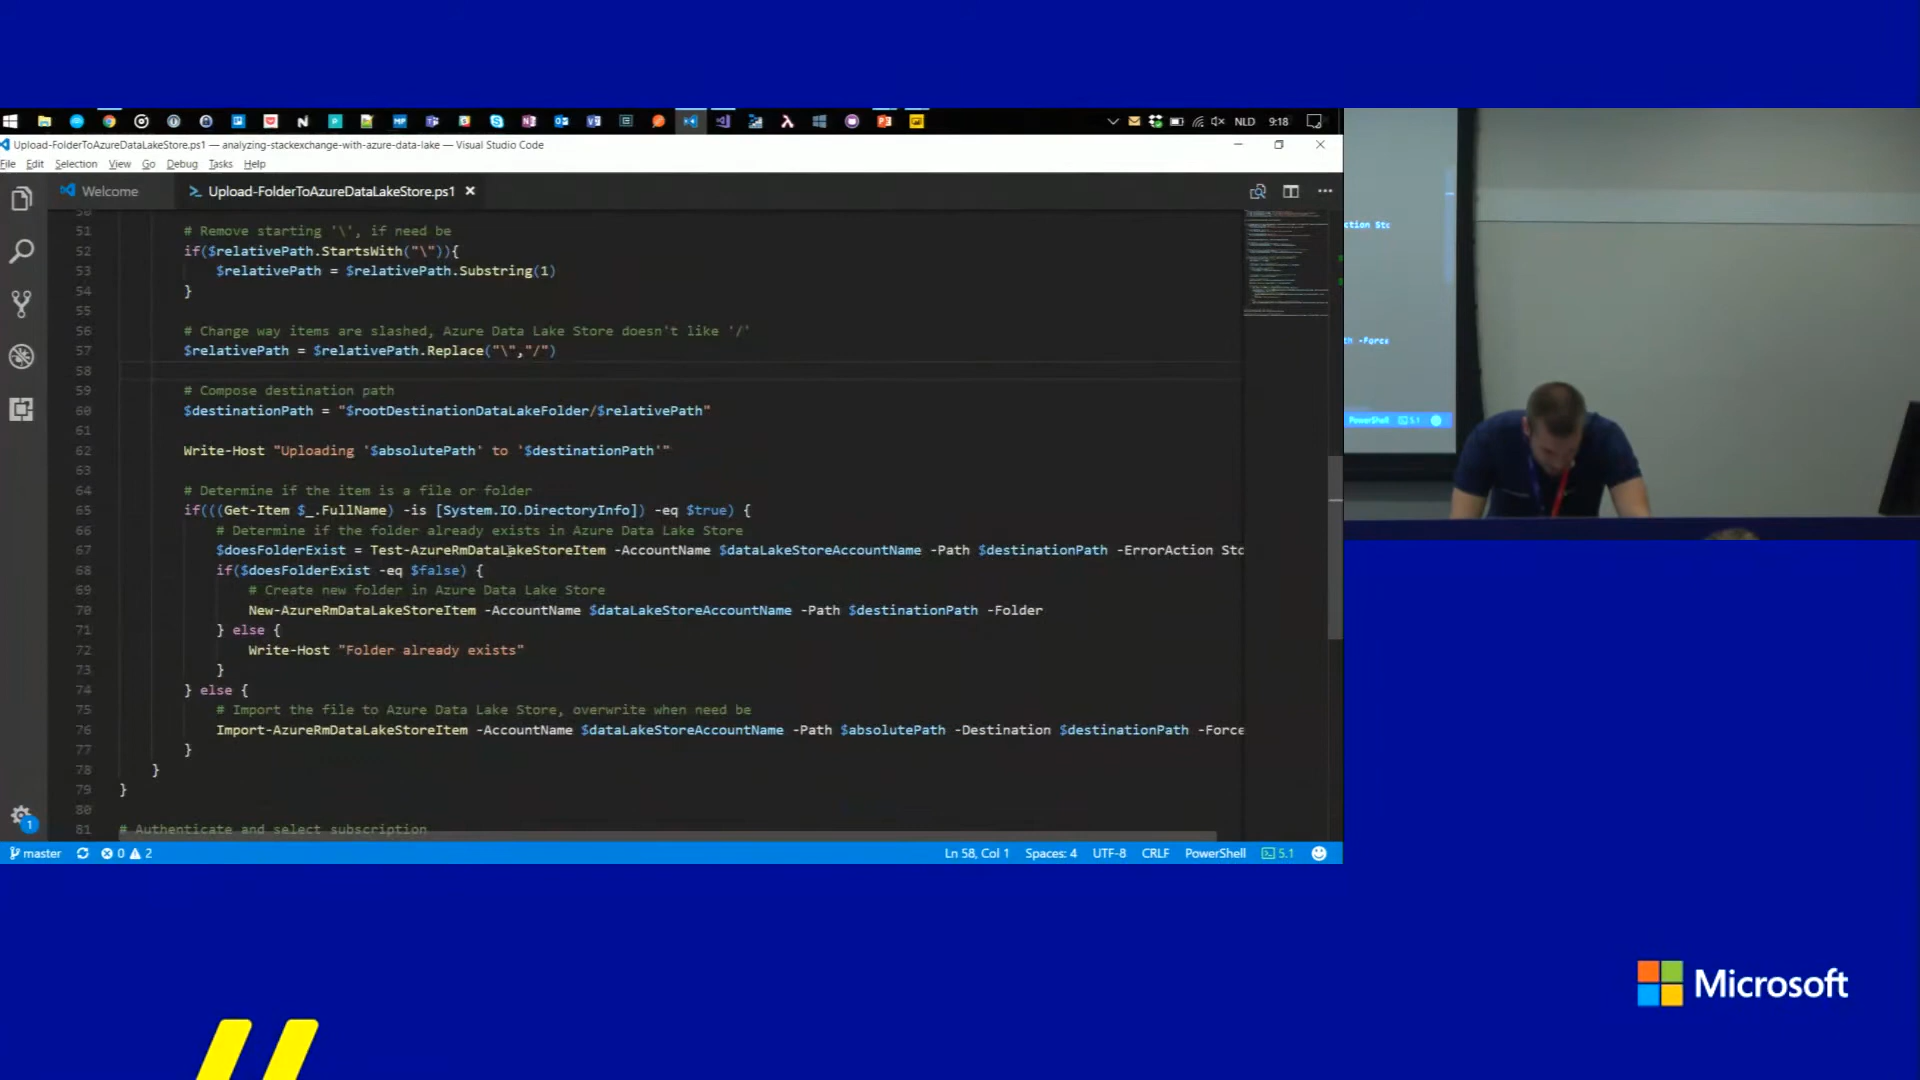 NLD 9:18
Upload-FolderToAzureDataLakeStore.ps1 — analyzing-stackexchange-with-azure-data-lake — Visual Studio Code
File Edit Selection View Go Debug Tasks Help
Welcome Upload-FolderToAzureDataLakeStore.ps1
50
51 # Remove starting '\', if need be
52 if($relativePath.StartsWith("\")){
53 $relativePath = $relativePath.Substring(1)
54 }
55
56 # Change way items are slashed, Azure Data Lake Store doesn't like '/'
57 $relativePath = $relativePath.Replace("\","/")
58
59 # Compose destination path
60 $destinationPath = "$rootDestinationDataLakeFolder/$relativePath"
61
62 Write-Host "Uploading '$absolutePath' to '$destinationPath'"
63
64 # Determine if the item is a file or folder
65 if(((Get-Item $_.FullName) -is [System.IO.DirectoryInfo]) -eq $true) {
66 # Determine if the folder already exists in Azure Data Lake Store
67 $doesFolderExist = Test-AzureRmDataLakeStoreItem -AccountName $dataLakeStoreAccountName -Path $destinationPath -ErrorAction Sto
68 if($doesFolderExist -eq $false) {
69 # Create new folder in Azure Data Lake Store
70 New-AzureRmDataLakeStoreItem -AccountName $dataLakeStoreAccountName -Path $destinationPath -Folder
71 } else {
72 Write-Host "Folder already exists"
73 }
74 } else {
75 # Import the file to Azure Data Lake Store, overwrite when need be
76 Import-AzureRmDataLakeStoreItem -AccountName $dataLakeStoreAccountName -Path $absolutePath -Destination $destinationPath -Force
77 }
78 }
79 }
80
81 # Authenticate and select subscription
1
master 0 2 Ln 58, Col 1 Spaces: 4 UTF-8 CRLF PowerShell 5.1
ction Sto
th -Force
PowerShell 5.1
Microsoft